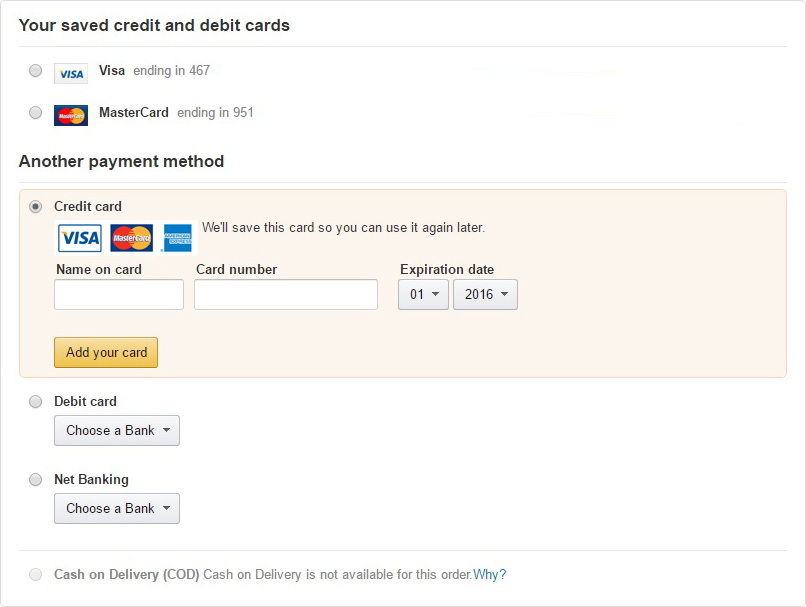 Your saved credit and debit cards
VISA Visa ending in 467
MasterCard MasterCard ending in 951
Another payment method
Credit card
VISA MasterCard AMERICAN EXPRESS We'll save this card so you can use it again later.
Name on card Card number Expiration date
01 2016
Add your card
Debit card
Choose a Bank
Net Banking
Choose a Bank
Cash on Delivery (COD) Cash on Delivery is not available for this order.Why?